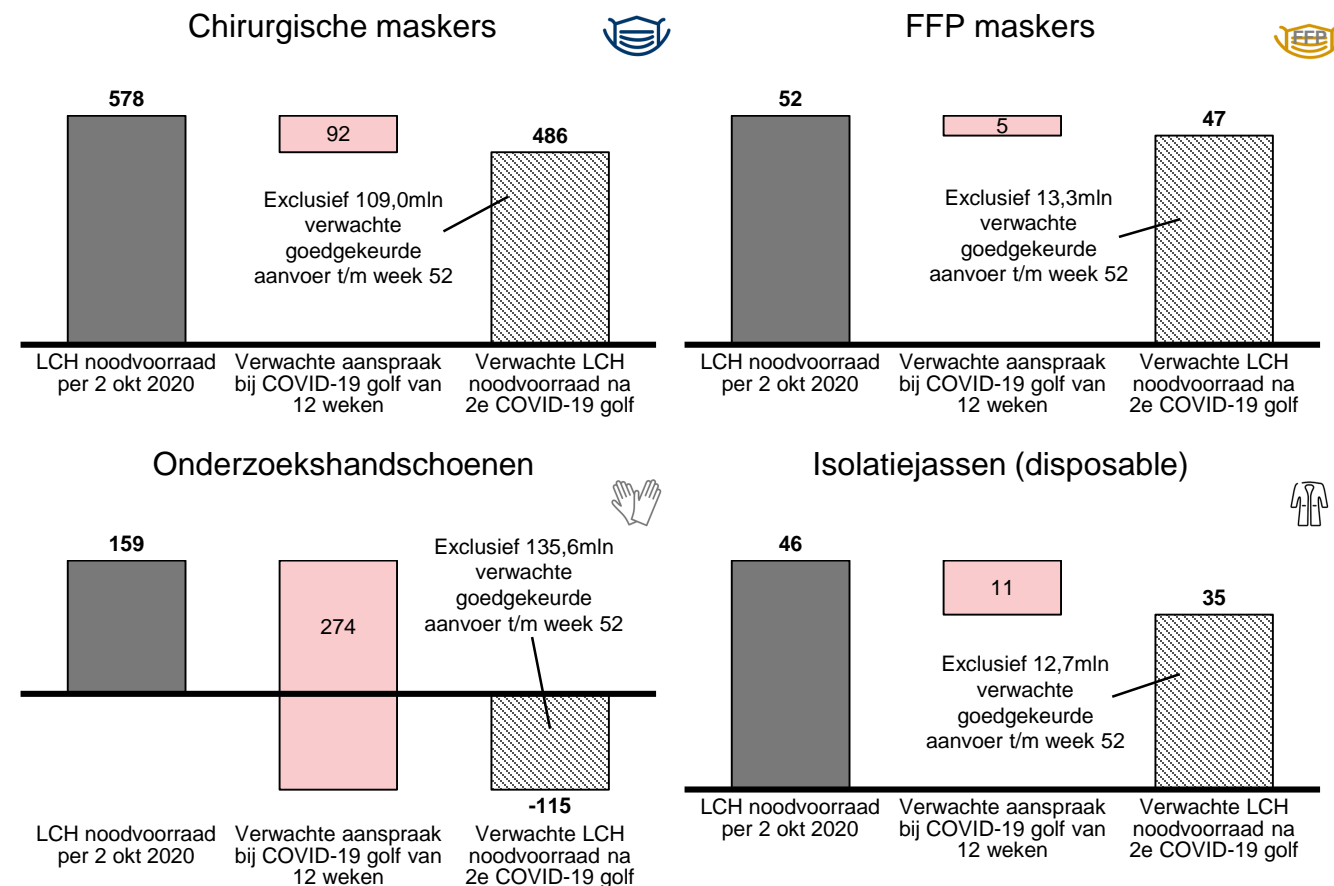 Chirurgische maskers
578
92
486
Exclusief 109,0mln
verwachte
goedgekeurde
aanvoer t/m week 52
LCH noodvoorraad
per 2 okt 2020
Verwachte aanspraak
bij COVID-19 golf van
12 weken
Verwachte LCH
noodvoorraad na
2e COVID-19 golf
FFP maskers
FFP
52
5
47
Exclusief 13,3mln
verwachte
goedgekeurde
aanvoer t/m week 52
LCH noodvoorraad
per 2 okt 2020
Verwachte aanspraak
bij COVID-19 golf van
12 weken
Verwachte LCH
noodvoorraad na
2e COVID-19 golf
Onderzoekshandschoenen
159
274
Exclusief 135,6mln
verwachte
goedgekeurde
aanvoer t/m week 52
-115
LCH noodvoorraad
per 2 okt 2020
Verwachte aanspraak
bij COVID-19 golf van
12 weken
Verwachte LCH
noodvoorraad na
2e COVID-19 golf
Isolatiejassen (disposable)
46
11
35
Exclusief 12,7mln
verwachte
goedgekeurde
aanvoer t/m week 52
LCH noodvoorraad
per 2 okt 2020
Verwachte aanspraak
bij COVID-19 golf van
12 weken
Verwachte LCH
noodvoorraad na
2e COVID-19 golf